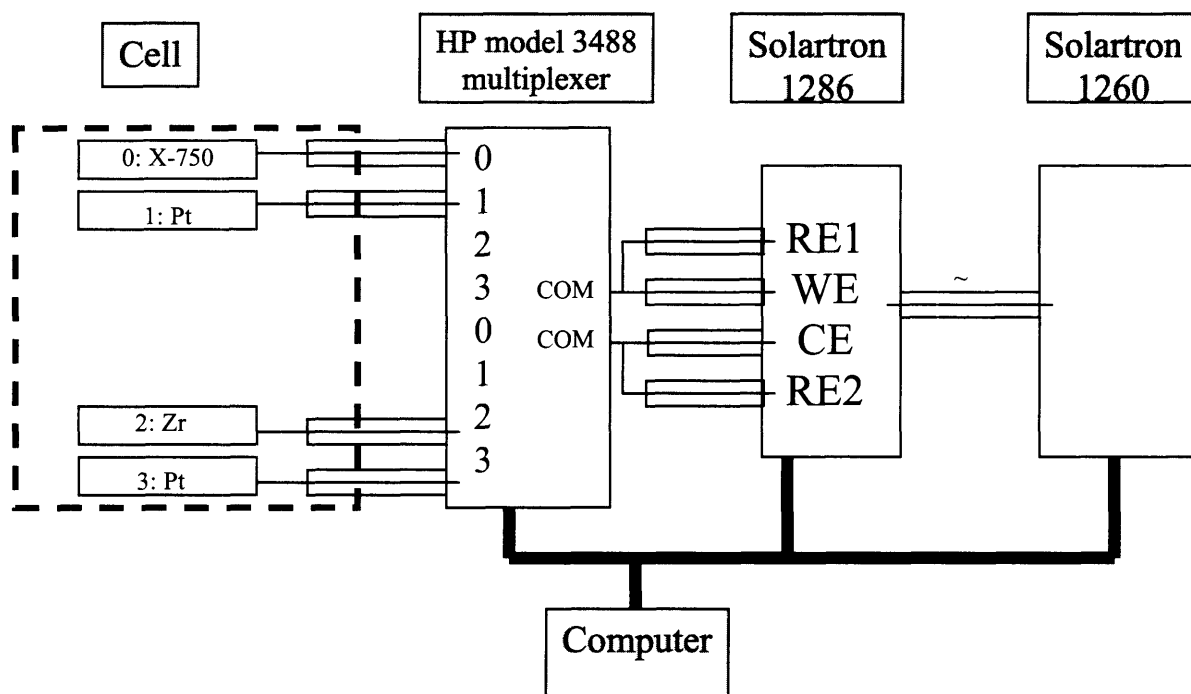 Cell
HP model 3488
multiplexer
Solartron
1286
Solartron
1260
0: X-750
1: Pt
2: Zr
3: Pt
0
1
2
3
0
1
2
3
COM
COM
RE1
WE
CE
RE2
~
Computer